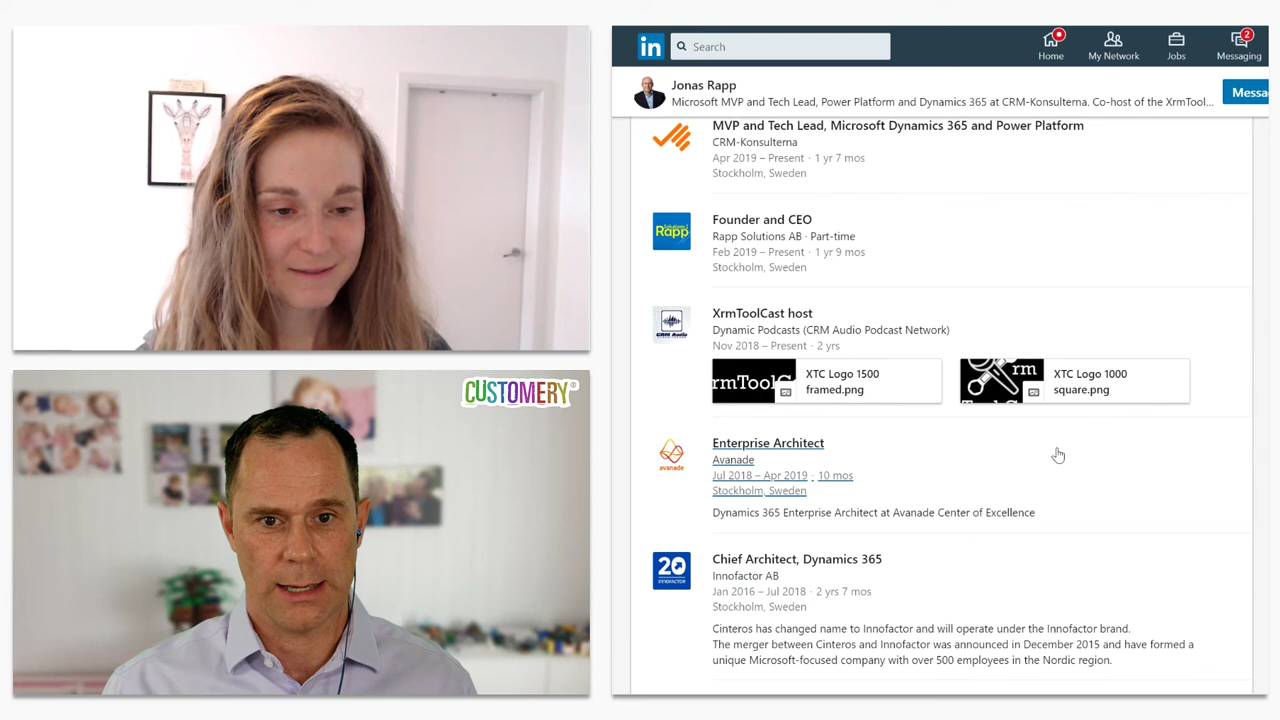 CUSTOMERY®
in
Search
Home
My Network
Jobs
2
Messaging
Jonas Rapp
Microsoft MVP and Tech Lead, Power Platform and Dynamics 365 at CRM-Konsulterna. Co-host of the XrmTool...
Messa
MVP and Tech Lead, Microsoft Dynamics 365 and Power Platform
CRM-Konsulterna
Apr 2019 – Present · 1 yr 7 mos
Stockholm, Sweden
Rapp
Founder and CEO
Rapp Solutions AB · Part-time
Feb 2019 – Present · 1 yr 9 mos
Stockholm, Sweden
CRM Audio
XrmToolCast host
Dynamic Podcasts (CRM Audio Podcast Network)
Nov 2018 – Present · 2 yrs
rmToolC
XTC Logo 1500
framed.png
rm
XTC Logo 1000
square.png
avanade
Enterprise Architect
Avanade
Jul 2018 – Apr 2019 · 10 mos
Stockholm, Sweden
Dynamics 365 Enterprise Architect at Avanade Center of Excellence
20
INNOFACTOR
Chief Architect, Dynamics 365
Innofactor AB
Jan 2016 – Jul 2018 · 2 yrs 7 mos
Stockholm, Sweden
Cinteros has changed name to Innofactor and will operate under the Innofactor brand.
The merger between Cinteros and Innofactor was announced in December 2015 and have formed a
unique Microsoft-focused company with over 500 employees in the Nordic region.